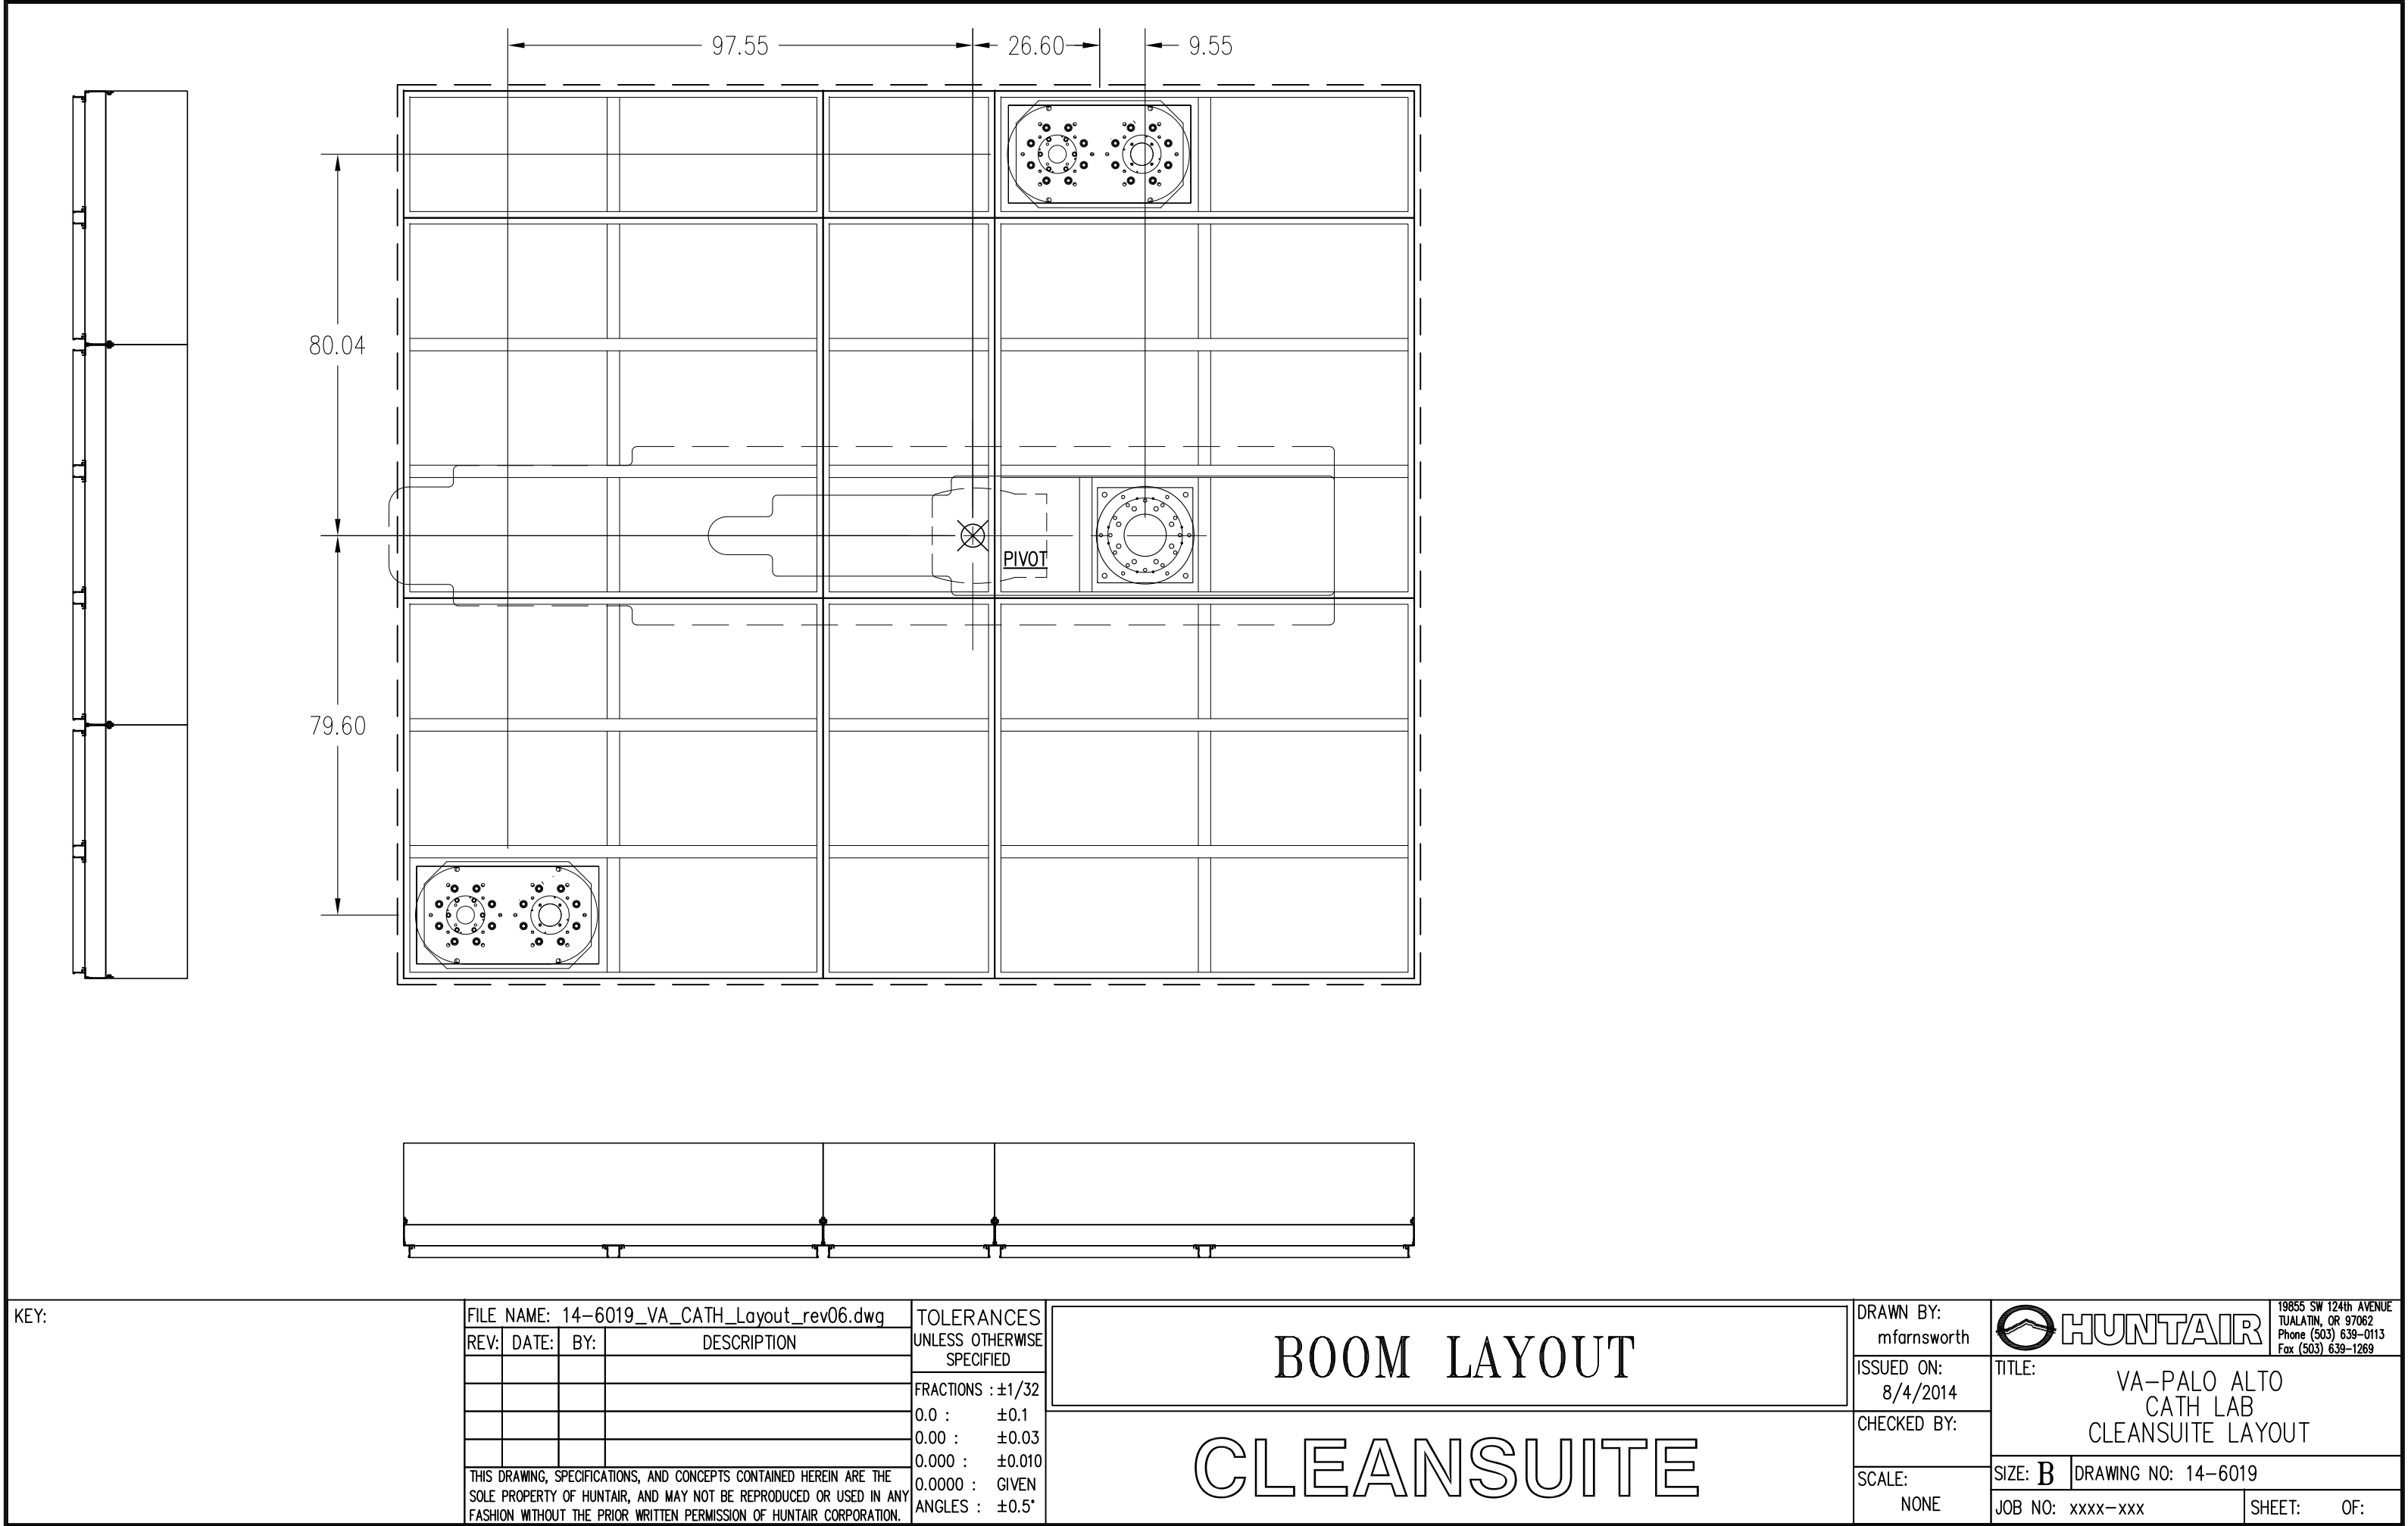 97.55
26.60
9.55
80.04
PIVOT
79.60
KEY:
FILE NAME: 14-6019_VA_CATH_Layout_rev06.dwg
REV: DATE: BY: DESCRIPTION
THIS DRAWING, SPECIFICATIONS, AND CONCEPTS CONTAINED HEREIN ARE THE
SOLE PROPERTY OF HUNTAIR, AND MAY NOT BE REPRODUCED OR USED IN ANY
FASHION WITHOUT THE PRIOR WRITTEN PERMISSION OF HUNTAIR CORPORATION.
TOLERANCES
UNLESS OTHERWISE
SPECIFIED
FRACTIONS : ±1/32
0.0 : ±0.1
0.00 : ±0.03
0.000 : ±0.010
0.0000 : GIVEN
ANGLES : ±0.5°
BOOM LAYOUT
CLEANSUITE
DRAWN BY:
mfarnsworth
ISSUED ON:
8/4/2014
CHECKED BY:
SCALE:
NONE
HUNTAIR
19855 SW 124th AVENUE
TUALATIN, OR 97062
Phone (503) 639-0113
Fax (503) 639-1269
TITLE:
VA-PALO ALTO
CATH LAB
CLEANSUITE LAYOUT
SIZE: B DRAWING NO: 14-6019
JOB NO: xxxx-xxx SHEET: OF: